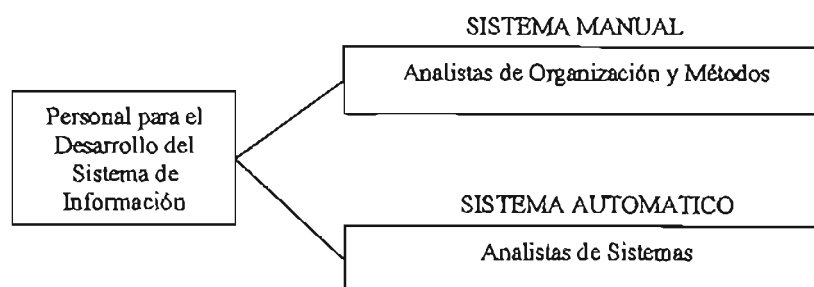 SISTEMA MANUAL
Analistas de Organización y Métodos
Personal para el
Desarrollo del
Sistema de
Información
SISTEMA AUTOMATICO
Analistas de Sistemas